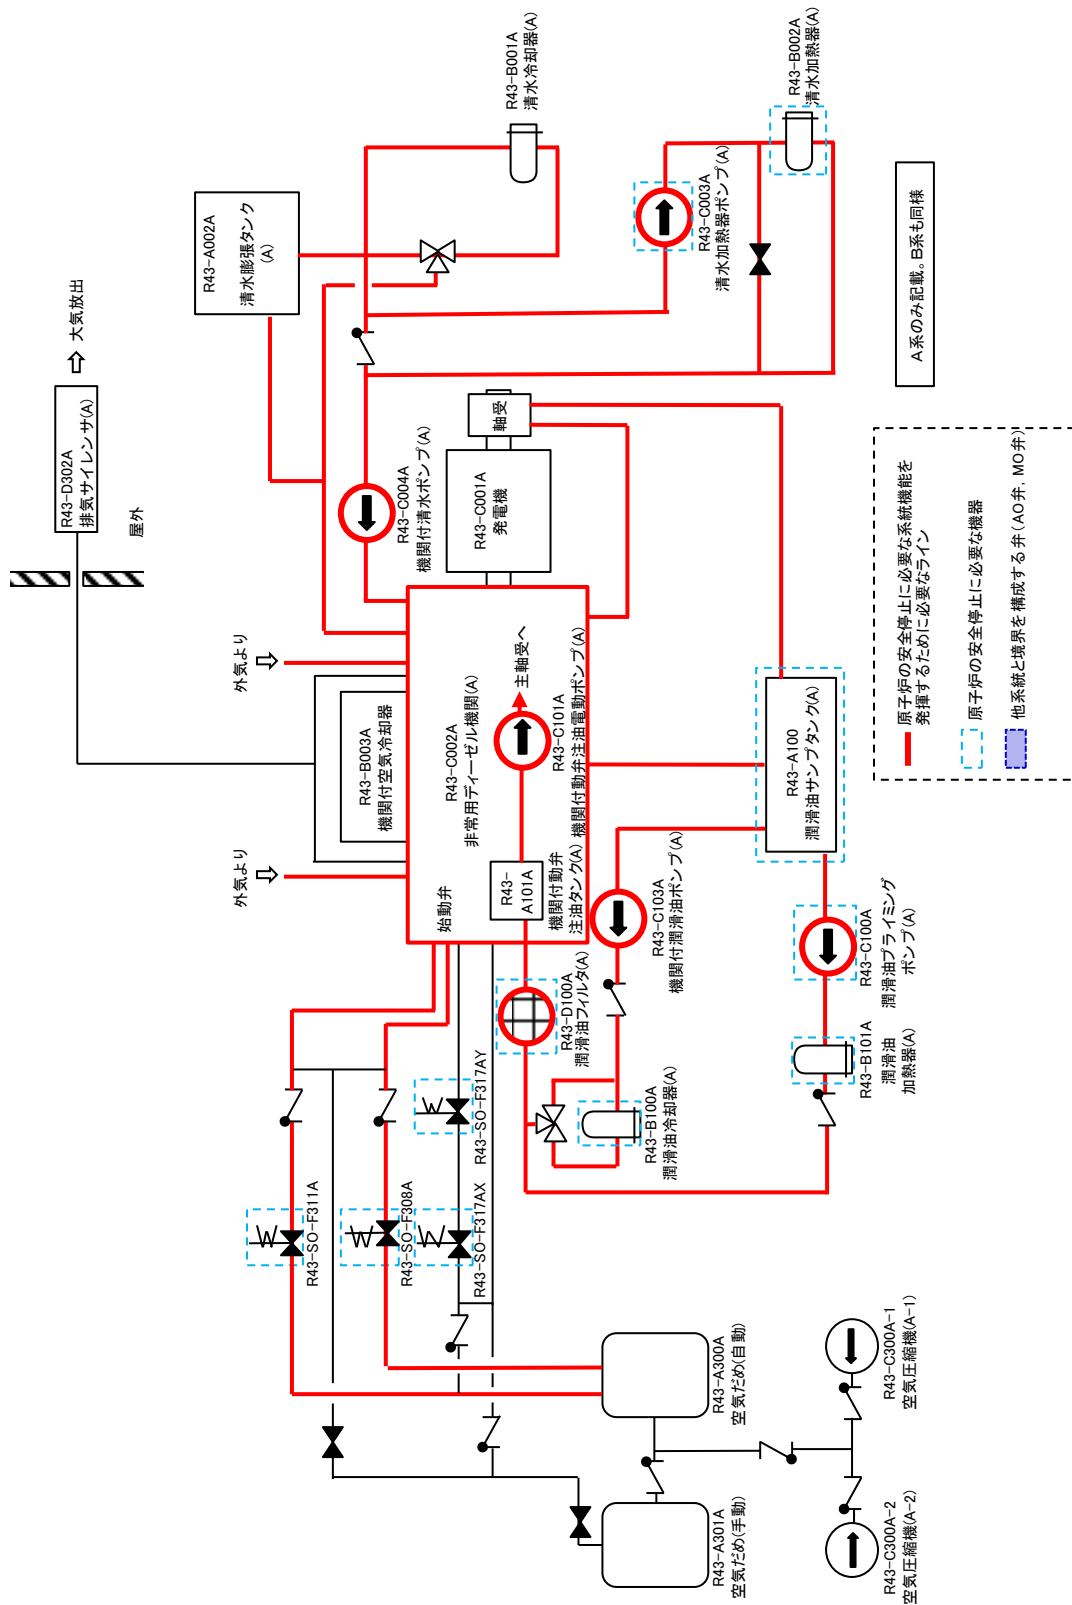 R43-A301A
空気だめ(手動)
R43-A300A
空気だめ(自動)
R43-C300A-2
空気圧縮機(A-2)
R43-C300A-1
空気圧縮機(A-1)
R43-SO-F311A
R43-SO-F308A
R43-SO-F317AX
R43-SO-F317AY
始動弁
外気より
外気より
R43-B003A
機関付空気冷却器
R43-C002A
非常用ディーゼル機関(A)
主軸受へ
R43-
A101A
機関付動弁
注油タンク(A)
R43-C101A
機関付動弁注油電動ポンプ(A)
R43-D100A
潤滑油フィルタ(A)
R43-B100A
潤滑油冷却器(A)
R43-C103A
機関付潤滑油ポンプ(A)
R43-B101A
潤滑油
加熱器(A)
R43-C100A
潤滑油プライミング
ポンプ(A)
R43-A100
潤滑油サンプタンク(A)
屋外
R43-D302A
排気サイレンサ(A)
大気放出
R43-C004A
機関付清水ポンプ(A)
R43-C001A
発電機
軸受
R43-A002A
清水膨張タンク
(A)
R43-B001A
清水冷却器(A)
R43-C003A
清水加熱器ポンプ(A)
R43-B002A
清水加熱器(A)
A系のみ記載。B系も同様
原子炉の安全停止に必要な系統機能を
発揮するために必要なライン
原子炉の安全停止に必要な機器
他系統と境界を構成する弁(AO弁,MO弁)